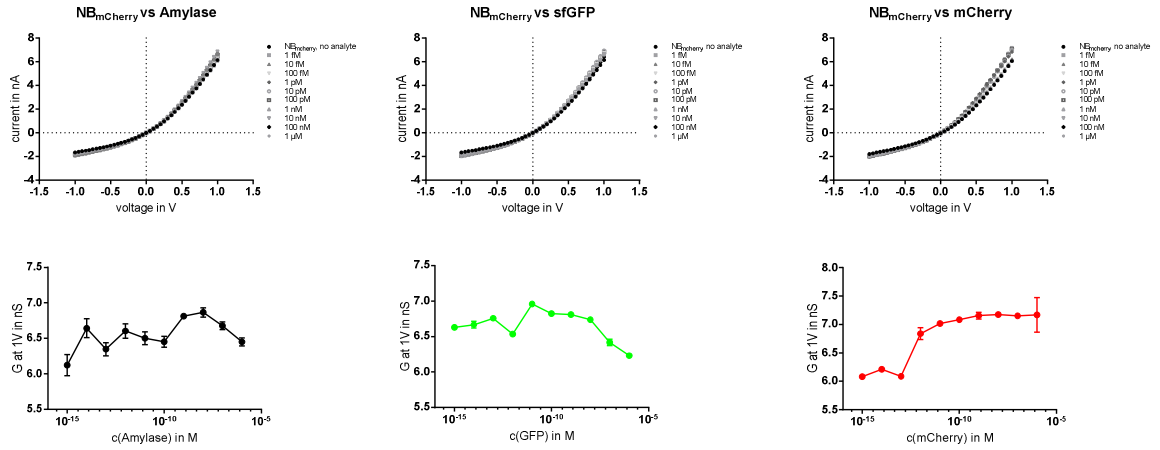 NBmCherry vs Amylase
8
6
4
2
0
-2
-4
current in nA
-1.5 -1.0 -0.5 0.0 0.5 1.0 1.5
voltage in V
NBmcherry, no analyte
1 fM
10 fM
100 fM
1 pM
10 pM
100 pM
1 nM
10 nM
100 nM
1 µM
NBmCherry vs sfGFP
8
6
4
2
0
-2
-4
current in nA
-1.5 -1.0 -0.5 0.0 0.5 1.0 1.5
voltage in V
NBmcherry, no analyte
1 fM
10 fM
100 fM
1 pM
10 pM
100 pM
1 nM
10 nM
100 nM
1 µM
NBmCherry vs mCherry
8
6
4
2
0
-2
-4
current in nA
-1.5 -1.0 -0.5 0.0 0.5 1.0 1.5
voltage in V
NBmcherry, no analyte
1 fM
10 fM
100 fM
1 pM
10 pM
100 pM
1 nM
10 nM
100 nM
1 µM
7.5
7.0
6.5
6.0
5.5
G at 1V in nS
10-15 10-10 10-5
c(Amylase) in M
7.5
7.0
6.5
6.0
5.5
G at 1V in nS
10-15 10-10 10-5
c(GFP) in M
8.0
7.5
7.0
6.5
6.0
5.5
G at 1V in nS
10-15 10-10 10-5
c(mCherry) in M